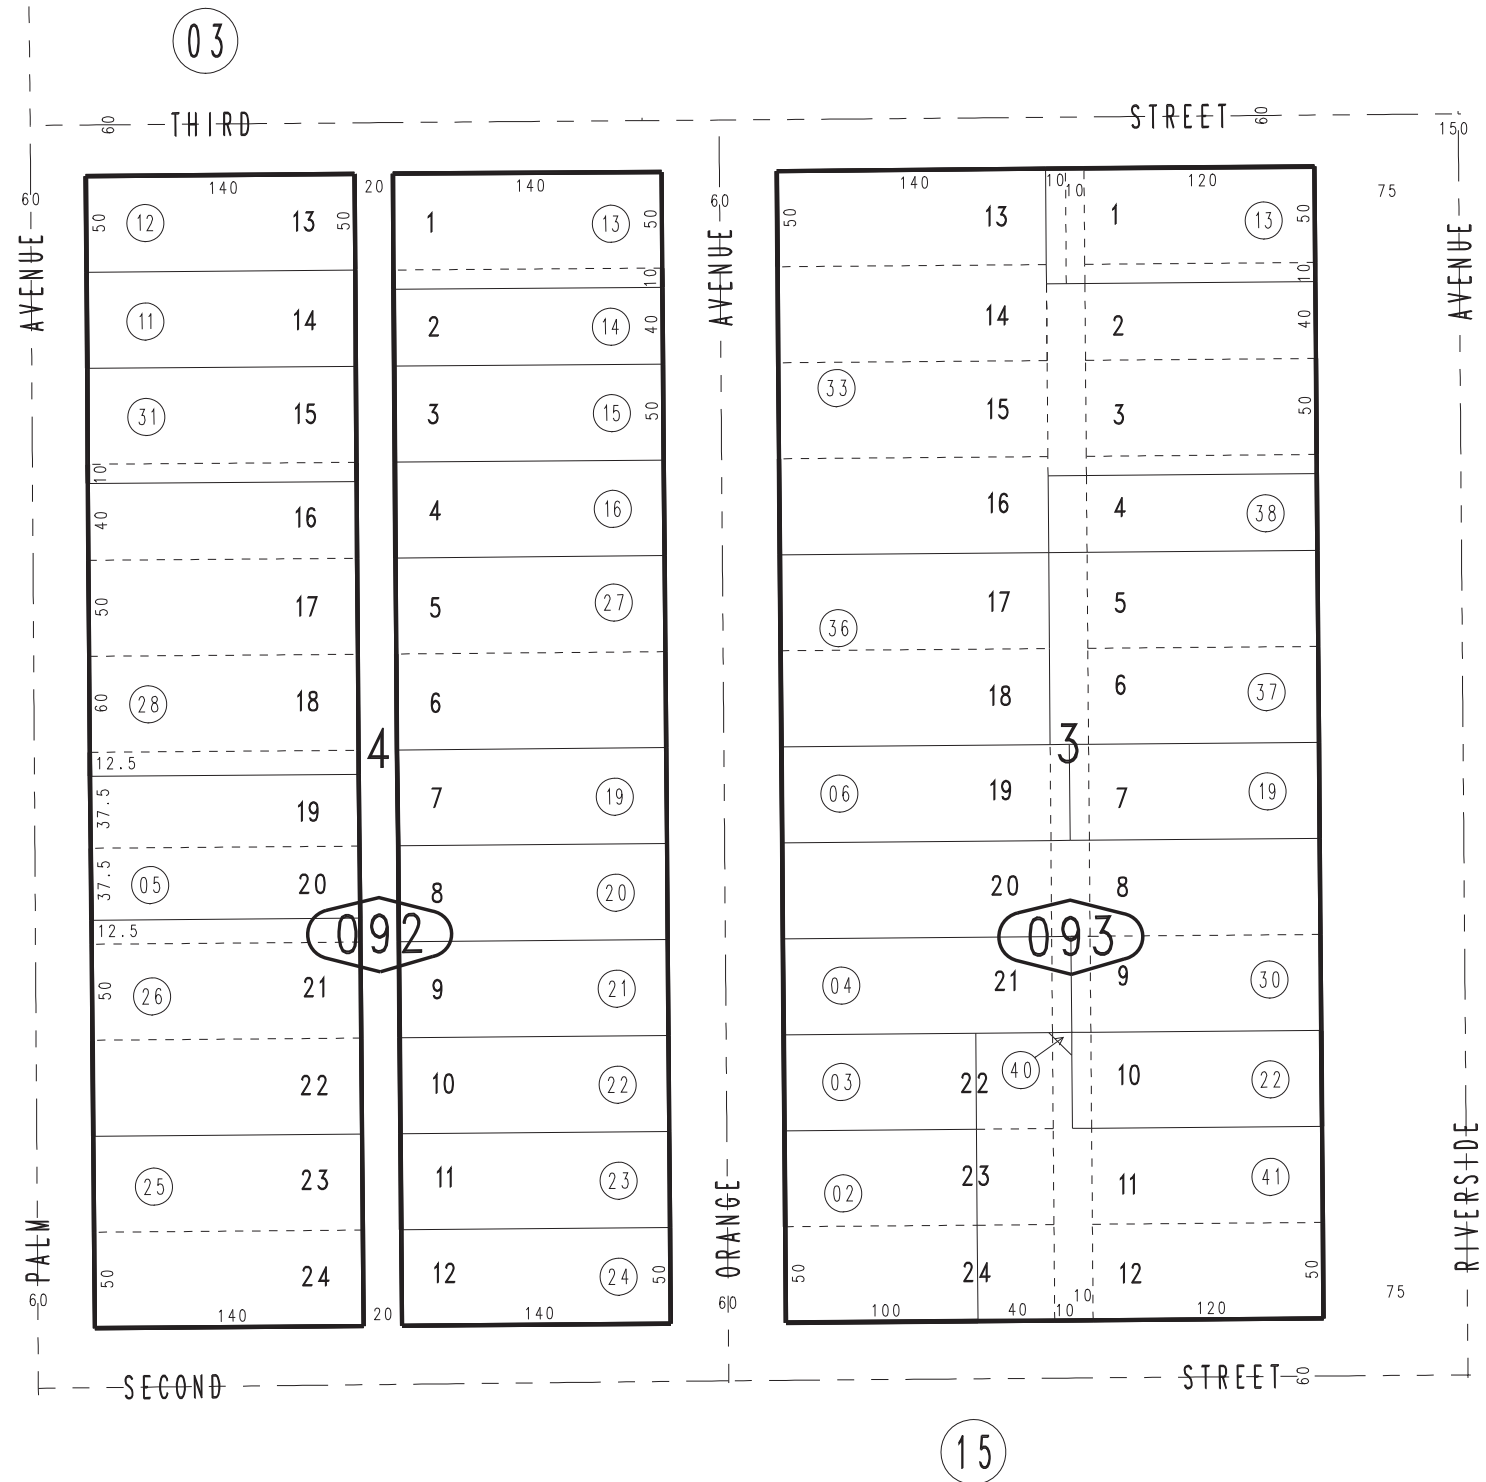 03
THIRD STREET
60 60
150
140 20 140 140 10 10 120
60 60 75
50 12 13 50 1 13 50 50 13 1 13 50
AVENUE AVENUE AVENUE
10 10
11 14 2 14 40 14 2 40
33
31 15 3 15 50 15 3 50
10
40 16 4 16 16 4 38
50 17 5 27 17 5
36
60 28 18 6 18 6 37
4 3
12.5
37.5 19 7 19 06 19 7 19
37.5 05 20 8 20 20 8
12.5
092 093
50 26 21 9 21 04 21 9 30
22 10 22 03 22 40 10 22
25 23 11 23 02 23 11 41
PALM ORANGE RIVERSIDE
50 24 12 24 50 50 24 12 50
60 60 75
140 20 140 100 40 10 10 120
SECOND STREET
60
15